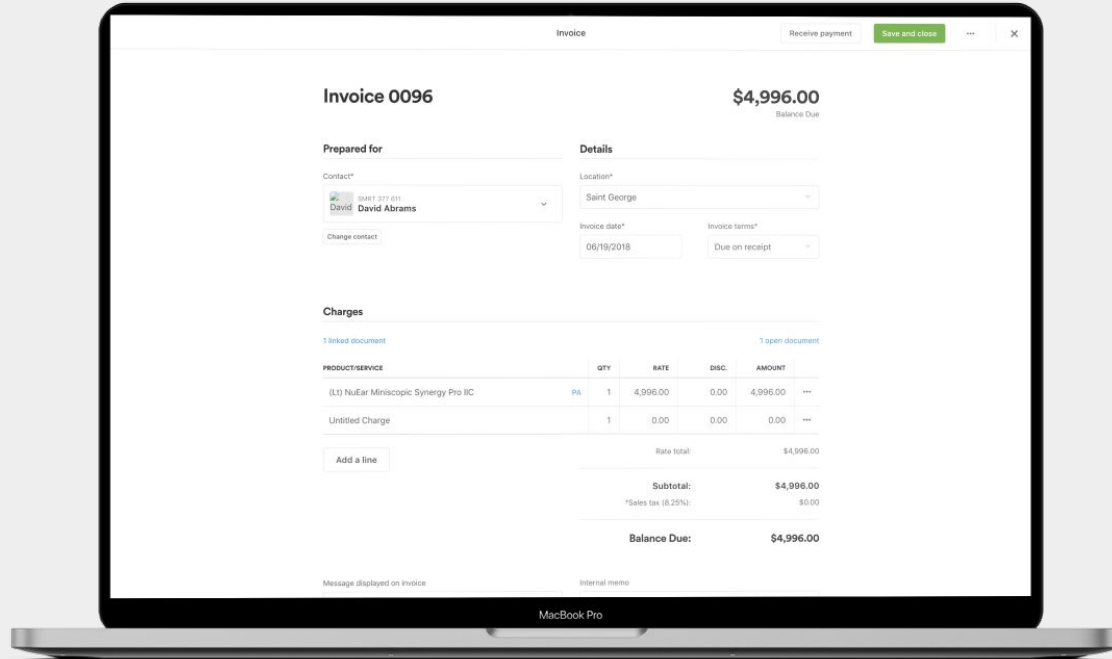 Invoice
Receive payment
Save and close
Invoice 0096
$4,996.00
Balance Due
Prepared for
Details
Contact*
Location*
David
SMRT 377 011
David Abrams
Saint George
Change contact
Invoice date*
Invoice terms*
06/19/2018
Due on receipt
Charges
1 linked document
1 open document
PRODUCT/SERVICE QTY RATE DISC. AMOUNT
(Lt) NuEar Miniscopic Synergy Pro IIC PA 1 4,996.00 0.00 4,996.00 ···
Untitled Charge 1 0.00 0.00 0.00 ···
Add a line
Rate total: $4,996.00
Subtotal: $4,996.00
*Sales tax (8.25%): $0.00
Balance Due: $4,996.00
Message displayed on invoice
Internal memo
MacBook Pro